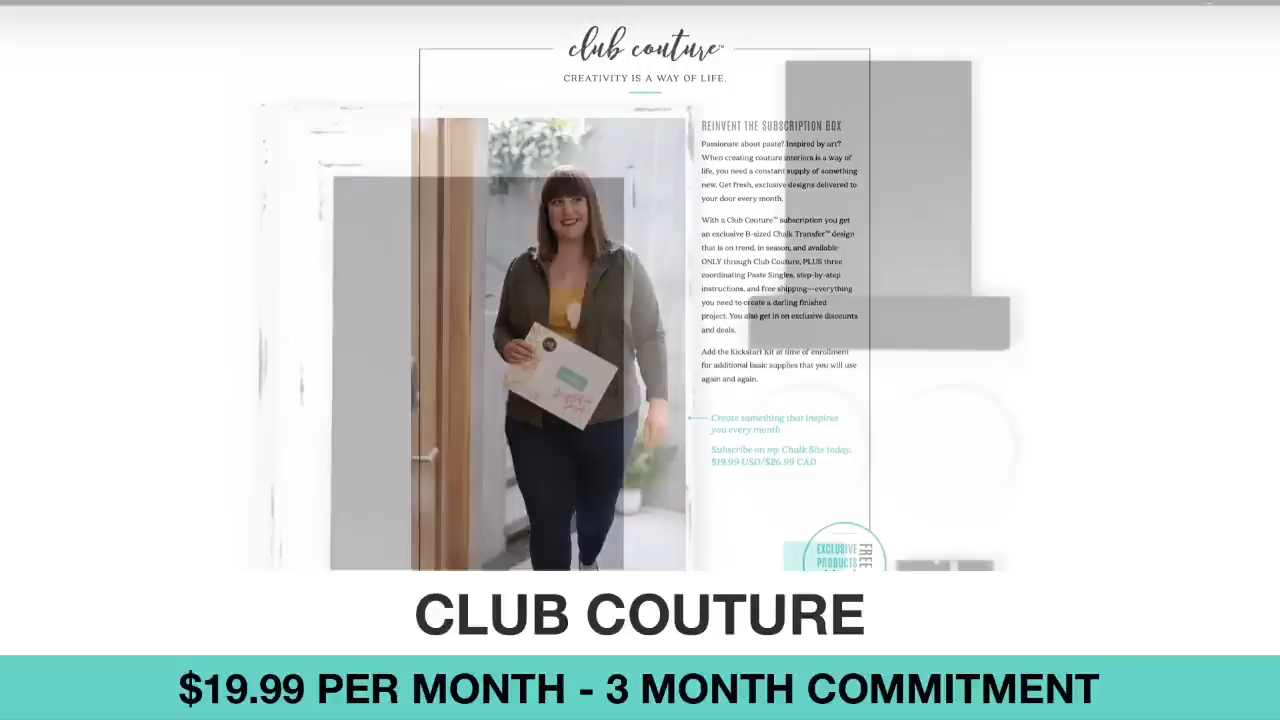 club couture™
CREATIVITY IS A WAY OF LIFE.
REINVENT THE SUBSCRIPTION BOX
Passionate about paste? Inspired by art?
When creating couture interiors is a way of
life, you need a constant supply of something
new. Get fresh, exclusive designs delivered to
your door every month.
With a Club Couture™ subscription you get
an exclusive B-sized Chalk Transfer™ design
that is on trend, in season, and available
ONLY through Club Couture, PLUS three
coordinating Paste Singles, step-by-step
instructions, and free shipping—everything
you need to create a darling finished
project. You also get in on exclusive discounts
and deals.
Add the Kickstart Kit at time of enrollment
for additional basic supplies that you will use
again and again.
Create something that inspires
you every month
Subscribe on my Chalk Site today.
$19.99 USD/$26.99 CAD
EXCLUSIVE
PRODUCTS
FREE
CLUB COUTURE
$19.99 PER MONTH - 3 MONTH COMMITMENT